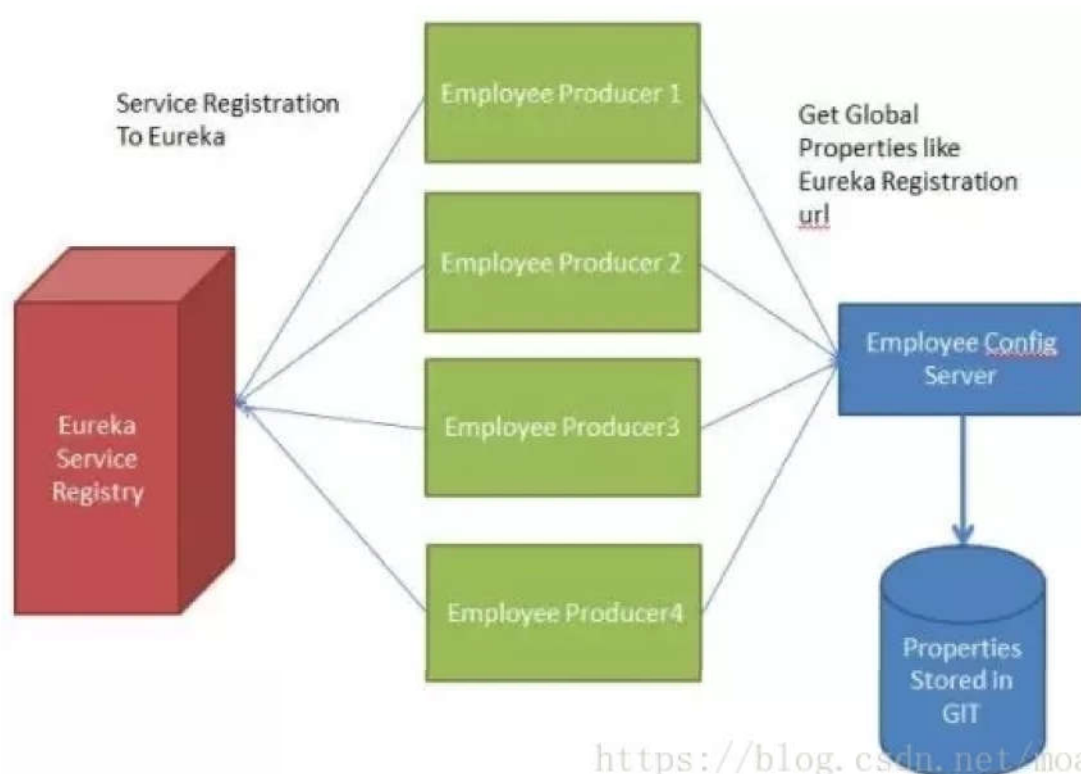 Service Registration
To Eureka
Employee Producer 1
Get Global
Properties like
Eureka Registration
url
Employee Producer 2
Employee Config
Server
Eureka
Service
Registry
Employee Producer3
Employee Producer4
Properties
Stored in
GIT
https://blog.csdn.net/moa